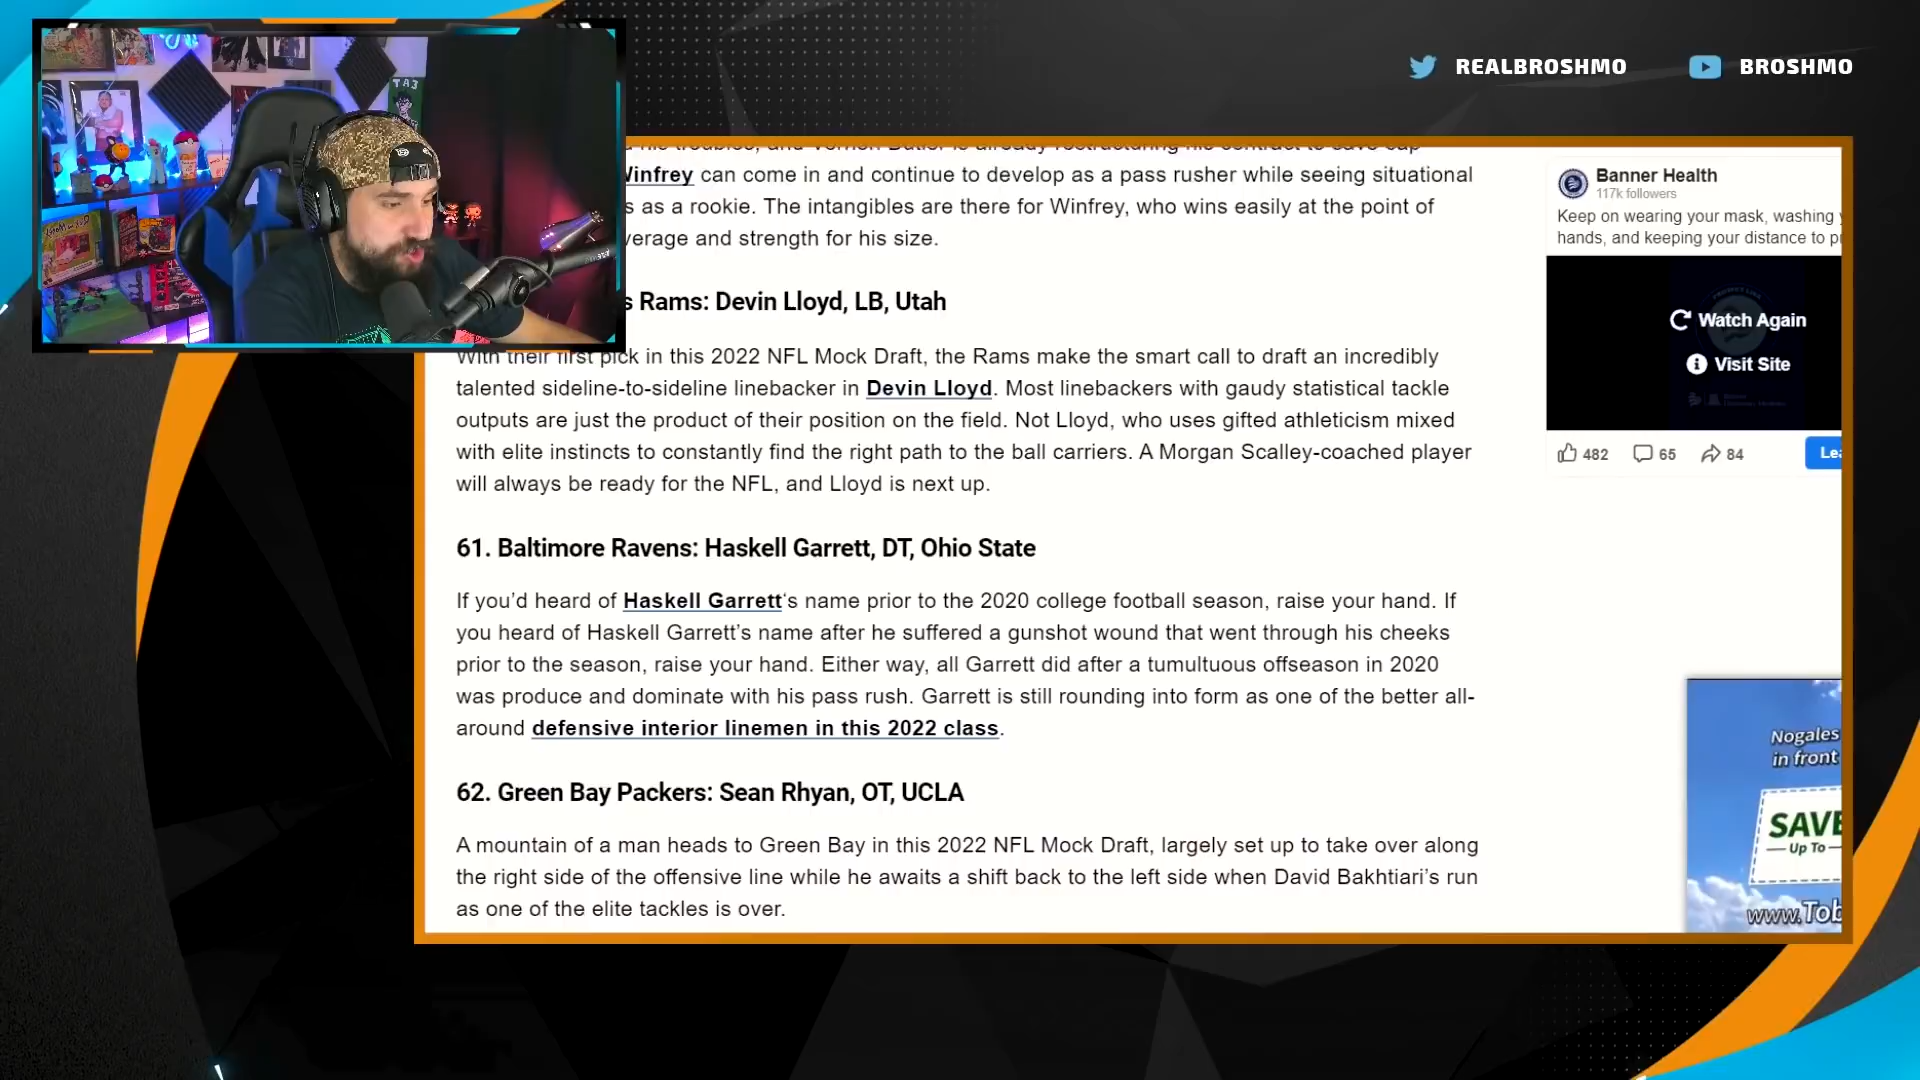 REALBROSHMO
BROSHMO
TA3
Winfrey can come in and continue to develop as a pass rusher while seeing situational
s as a rookie. The intangibles are there for Winfrey, who wins easily at the point of
verage and strength for his size.
s Rams: Devin Lloyd, LB, Utah
With their first pick in this 2022 NFL Mock Draft, the Rams make the smart call to draft an incredibly
talented sideline-to-sideline linebacker in Devin Lloyd. Most linebackers with gaudy statistical tackle
outputs are just the product of their position on the field. Not Lloyd, who uses gifted athleticism mixed
with elite instincts to constantly find the right path to the ball carriers. A Morgan Scalley-coached player
will always be ready for the NFL, and Lloyd is next up.
61. Baltimore Ravens: Haskell Garrett, DT, Ohio State
If you’d heard of Haskell Garrett‘s name prior to the 2020 college football season, raise your hand. If
you heard of Haskell Garrett’s name after he suffered a gunshot wound that went through his cheeks
prior to the season, raise your hand. Either way, all Garrett did after a tumultuous offseason in 2020
was produce and dominate with his pass rush. Garrett is still rounding into form as one of the better all-
around defensive interior linemen in this 2022 class.
62. Green Bay Packers: Sean Rhyan, OT, UCLA
A mountain of a man heads to Green Bay in this 2022 NFL Mock Draft, largely set up to take over along
the right side of the offensive line while he awaits a shift back to the left side when David Bakhtiari’s run
as one of the elite tackles is over.
Banner Health
117k followers
Keep on wearing your mask, washing y
hands, and keeping your distance to pr
Watch Again
Visit Site
482 65 84
Lea
Nogales
in front
SAVE
Up To
www.Tob